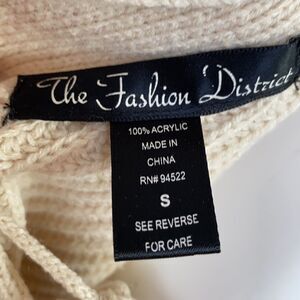 The Fashion District
100% ACRYLIC
MADE IN
CHINA
RN# 94522
S
SEE REVERSE
FOR CARE